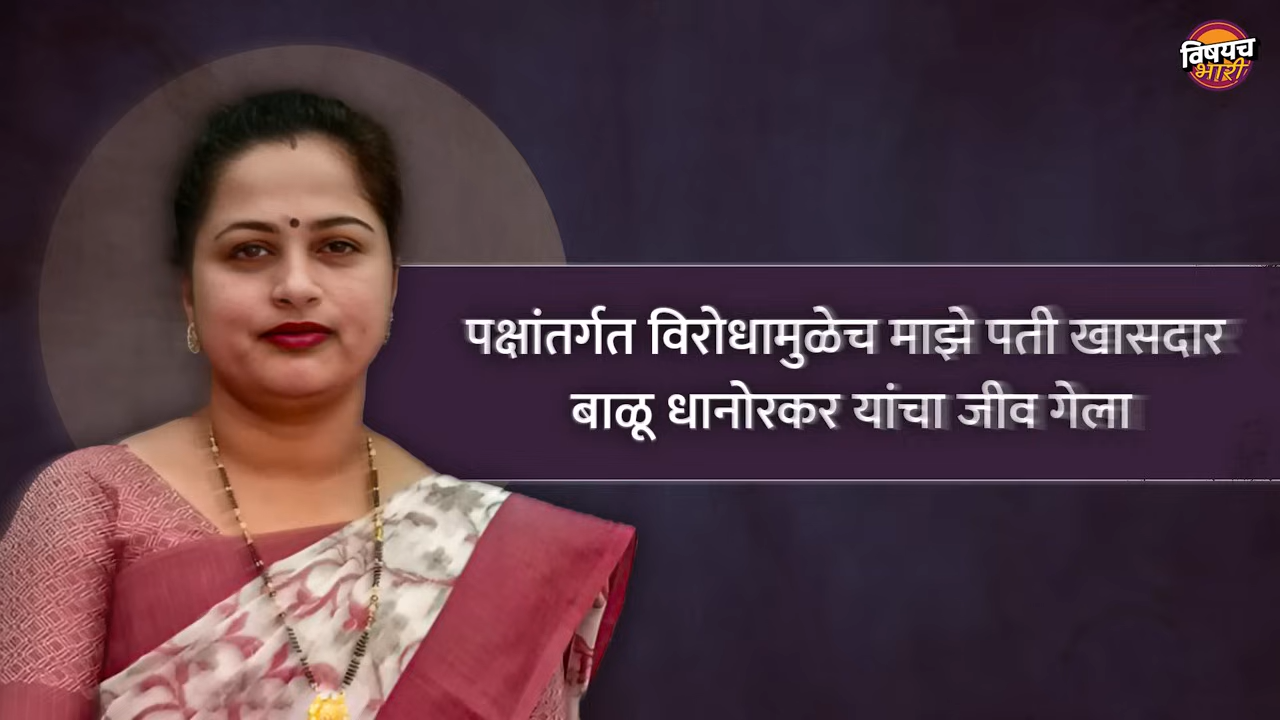 विषयच
भारी
पक्षांतर्गत विरोधामुळेच माझे पती खासदार
बाळू धानोरकर यांचा जीव गेला